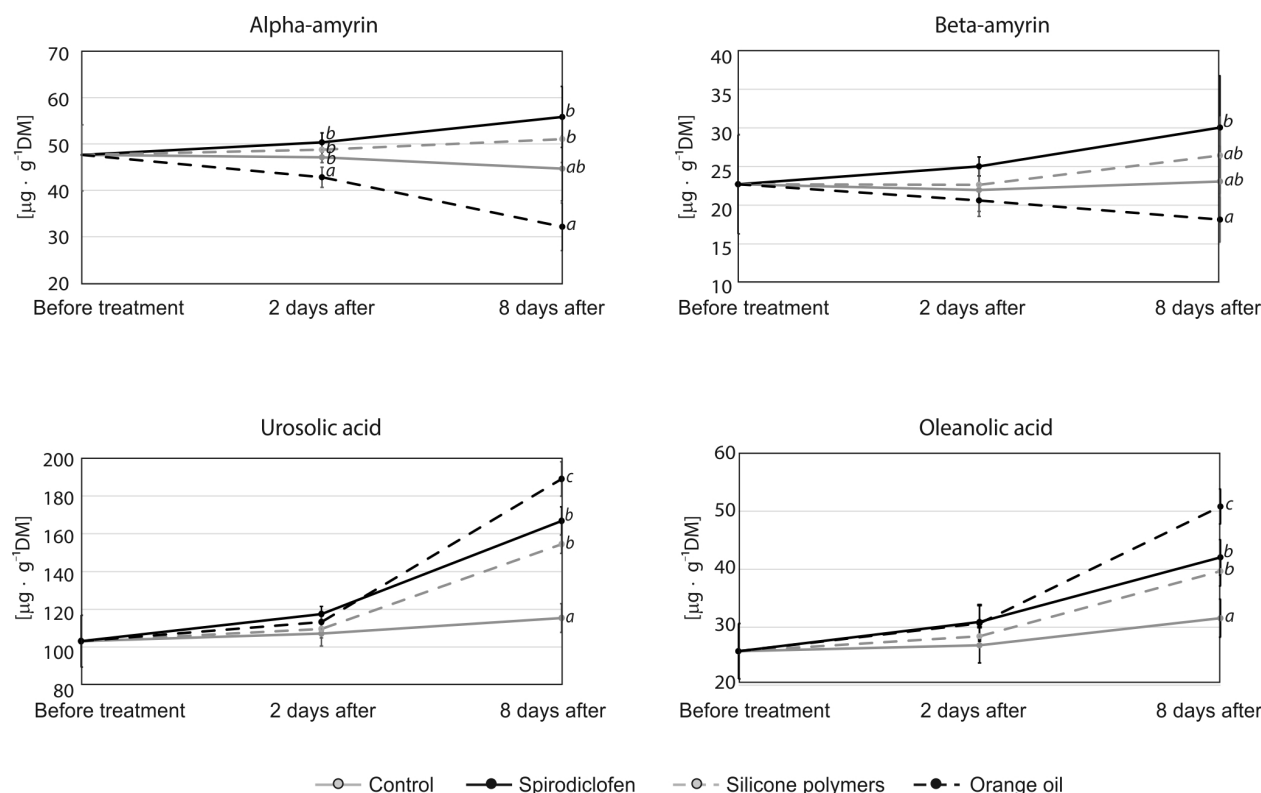 Alpha-amyrin
70
60
50
40
30
20
[µg · g⁻¹DM]
b
b
b
a
b
b
ab
a
Before treatment 2 days after 8 days after
Beta-amyrin
40
35
30
25
20
15
10
[µg · g⁻¹DM]
b
ab
ab
a
Before treatment 2 days after 8 days after
Urosolic acid
200
180
160
140
120
100
80
[µg · g⁻¹DM]
c
b
b
a
Before treatment 2 days after 8 days after
Oleanolic acid
60
50
40
30
20
[µg · g⁻¹DM]
c
b
b
a
Before treatment 2 days after 8 days after
Control Spirodiclofen Silicone polymers Orange oil